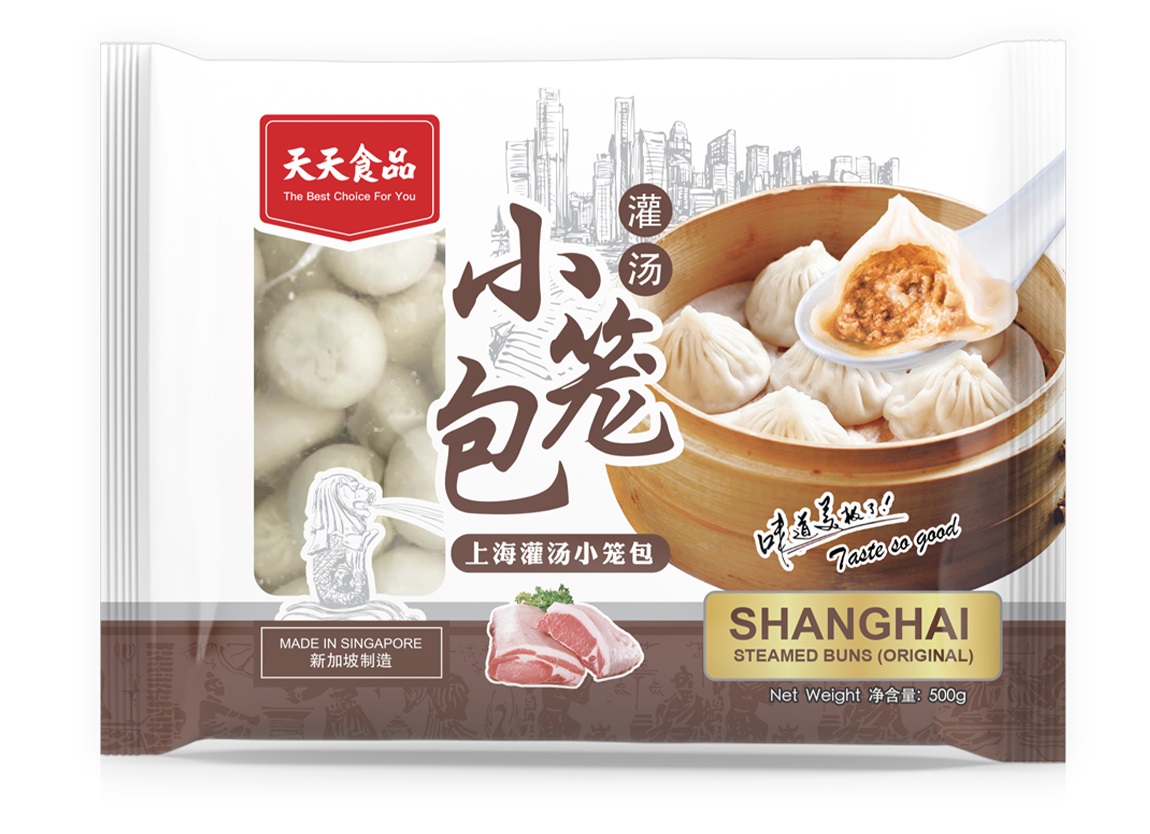 天天食品
The Best Choice For You
灌汤
小笼包
上海灌汤小笼包
味道美极了!
Taste so good
SHANGHAI
STEAMED BUNS (ORIGINAL)
MADE IN SINGAPORE
新加坡制造
Net Weight 净含量: 500g